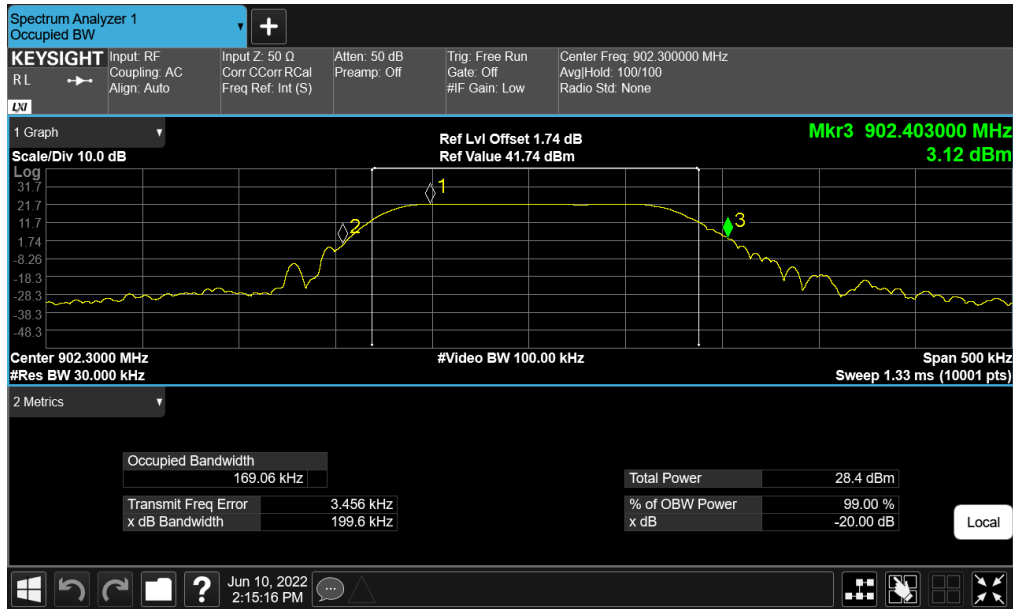 Spectrum Analyzer 1
Occupied BW
+
KEYSIGHT
R L
LXI
Input: RF
Coupling: AC
Align: Auto
Input Z: 50 Ω
Corr CCorr RCal
Freq Ref: Int (S)
Atten: 50 dB
Preamp: Off
Trig: Free Run
Gate: Off
#IF Gain: Low
Center Freq: 902.300000 MHz
Avg|Hold: 100/100
Radio Std: None
1 Graph
Scale/Div 10.0 dB
Ref Lvl Offset 1.74 dB
Ref Value 41.74 dBm
Mkr3 902.403000 MHz
3.12 dBm
Log
31.7
21.7
11.7
1.74
-8.26
-18.3
-28.3
-38.3
-48.3
1
2
3
Center 902.3000 MHz
#Video BW 100.00 kHz
Span 500 kHz
#Res BW 30.000 kHz
Sweep 1.33 ms (10001 pts)
2 Metrics
Occupied Bandwidth
169.06 kHz
Transmit Freq Error 3.456 kHz
x dB Bandwidth 199.6 kHz
Total Power 28.4 dBm
% of OBW Power 99.00 %
x dB -20.00 dB
Local
?
Jun 10, 2022
2:15:16 PM